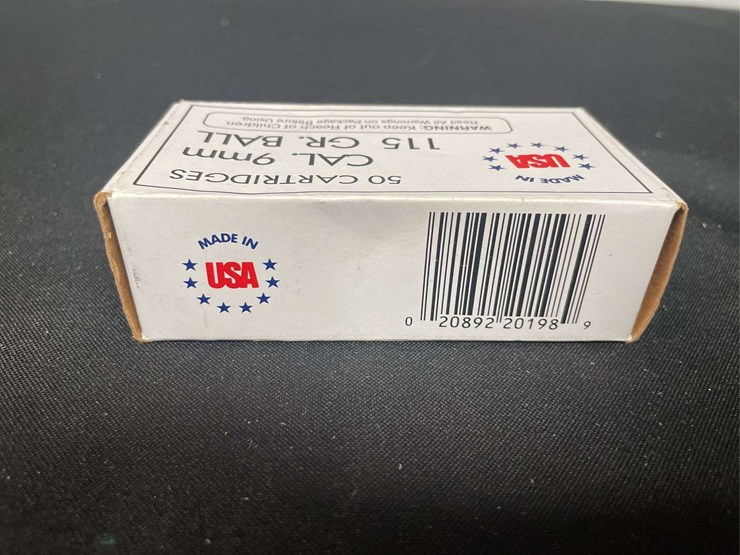 50 CARTRIDGES
CAL. 9mm
115 GR. BALL
WARNING: Keep out of Reach of Children.
Read All Warnings on Package Before Using.
MADE IN
USA
MADE IN
USA
0 20892 20198 9